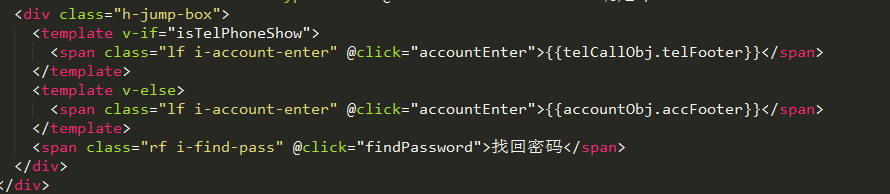 <div class="h-jump-box">
<template v-if="isTelPhoneShow">
<span class="lf i-account-enter" @click="accountEnter">{{telCallObj.telFooter}}</span>
</template>
<template v-else>
<span class="lf i-account-enter" @click="accountEnter">{{accountObj.accFooter}}</span>
</template>
<span class="rf i-find-pass" @click="findPassword">找回密码</span>
</div>
</div>